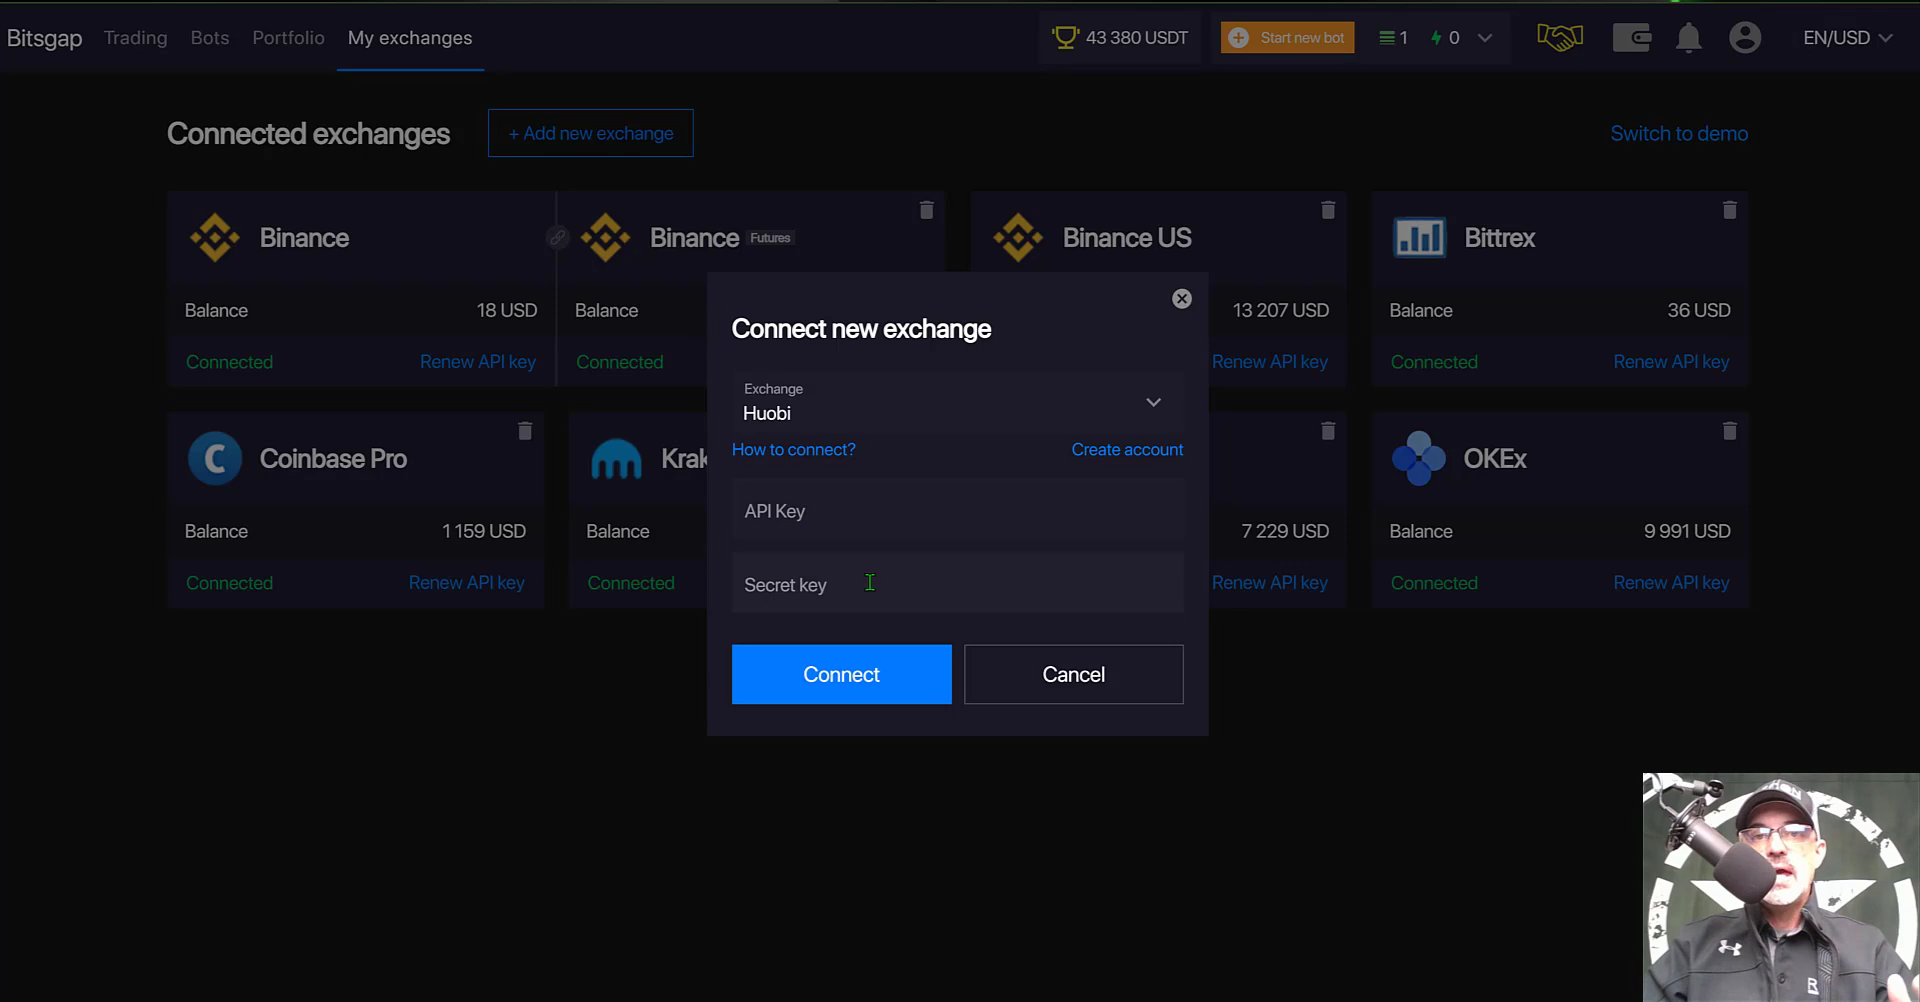 Bitsgap Trading Bots Portfolio My exchanges 43 380 USDT Start new bot 1 0 EN/USD
Connected exchanges + Add new exchange Switch to demo
Binance Binance Futures Binance US Bittrex
Balance 18 USD Balance 13 207 USD Balance 36 USD
Connected Renew API key Connected Renew API key Connected Renew API key
Connect new exchange
Exchange
Huobi
How to connect? Create account
API Key
Secret key
Connect Cancel
Coinbase Pro Krak OKEx
Balance 1 159 USD Balance 7 229 USD Balance 9 991 USD
Connected Renew API key Connected Renew API key Connected Renew API key